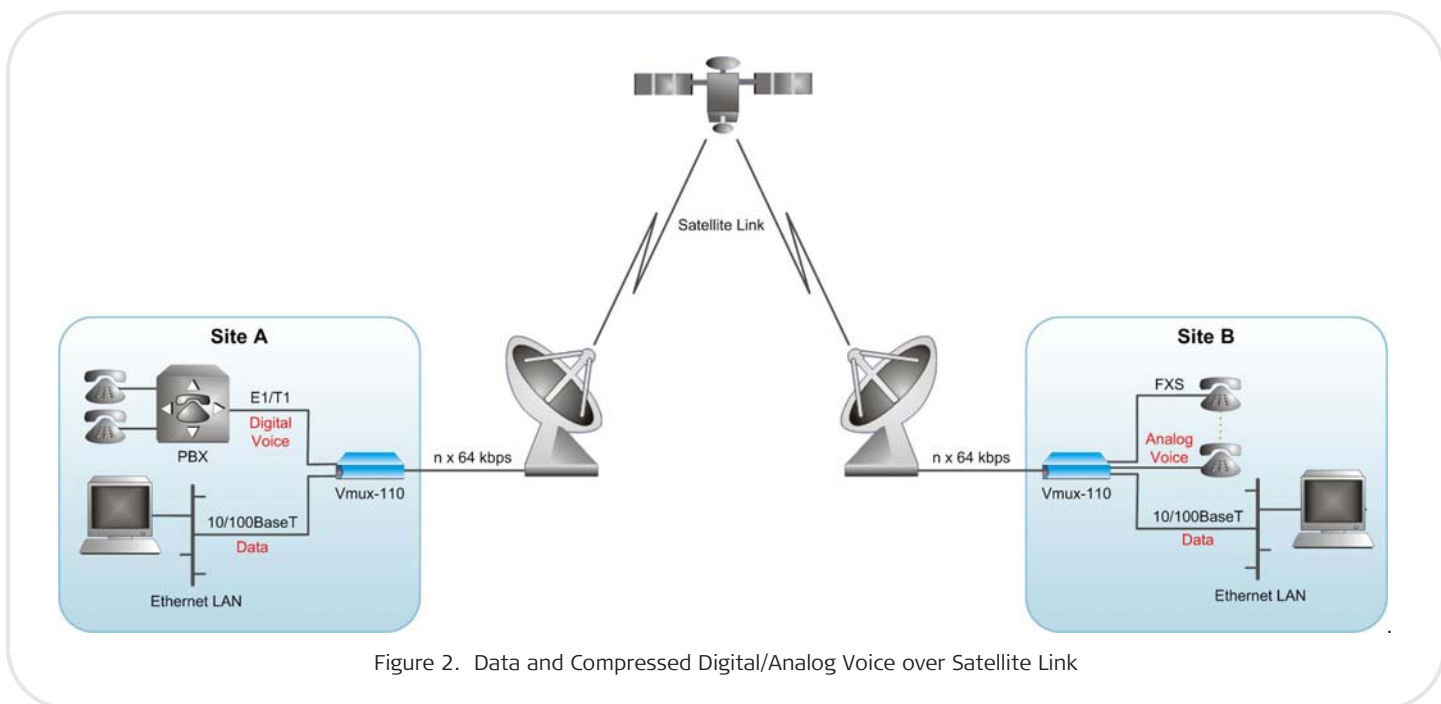 Satellite Link
Site A
E1/T1
Digital
Voice
PBX
Vmux-110
n x 64 kbps
10/100BaseT
Data
Ethernet LAN
Site B
FXS
Analog
Voice
n x 64 kbps
Vmux-110
10/100BaseT
Data
Ethernet LAN
.
Figure 2. Data and Compressed Digital/Analog Voice over Satellite Link